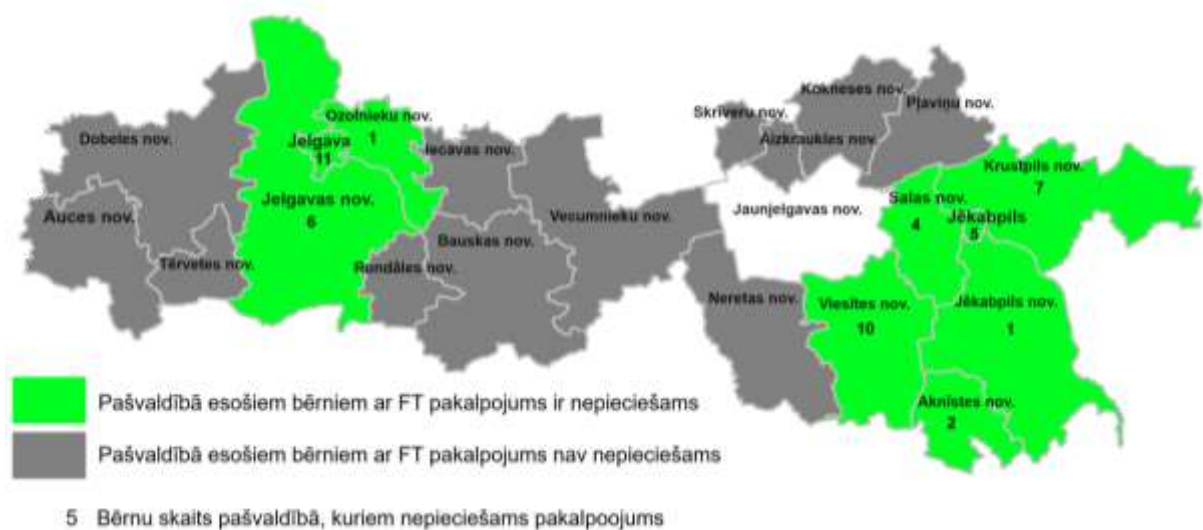 Kokneses nov.
Skrīveru nov.
Pļaviņu nov.
Ozolnieku nov.
1
Dobeles nov.
Jelgava
11
Iecavas nov.
Aizkraukles nov.
Krustpils nov.
7
Auces nov.
Jelgavas nov.
6
Vecumnieku nov.
Jaunjelgavas nov.
Salas nov.
4
Jēkabpils
5
Bauskas nov.
Tērvetes nov.
Rundāles nov.
Neretas nov.
Viesītes nov.
10
Jēkabpils nov.
1
Aknīstes nov.
2
Pašvaldībā esošiem bērniem ar FT pakalpojums ir nepieciešams
Pašvaldībā esošiem bērniem ar FT pakalpojums nav nepieciešams
5 Bērnu skaits pašvaldībā, kuriem nepieciešams pakalpoojums